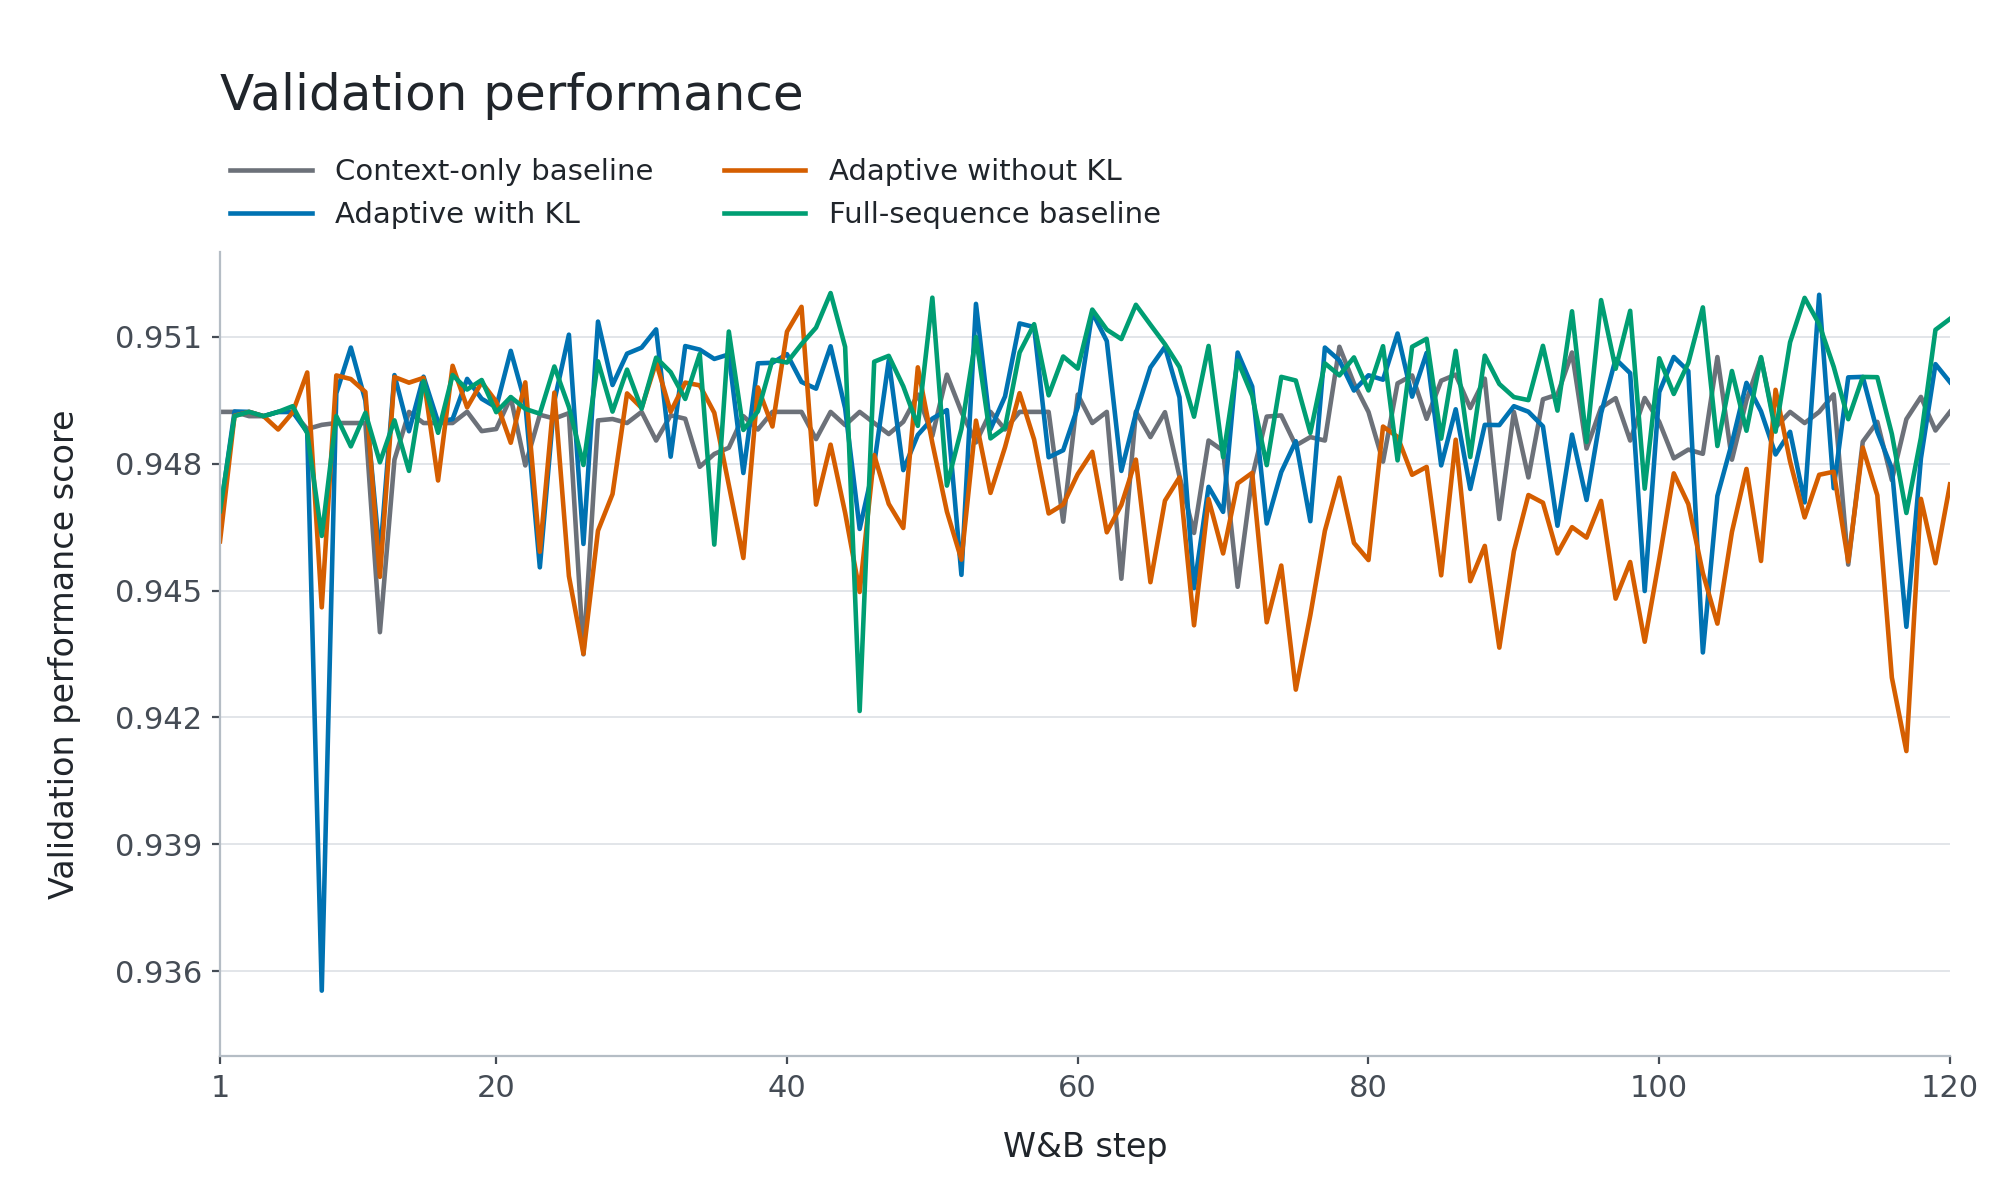 Validation performance
Context-only baseline
Adaptive without KL
Adaptive with KL
Full-sequence baseline
Validation performance score
0.951
0.948
0.945
0.942
0.939
0.936
1 20 40 60 80 100 120
W&B step